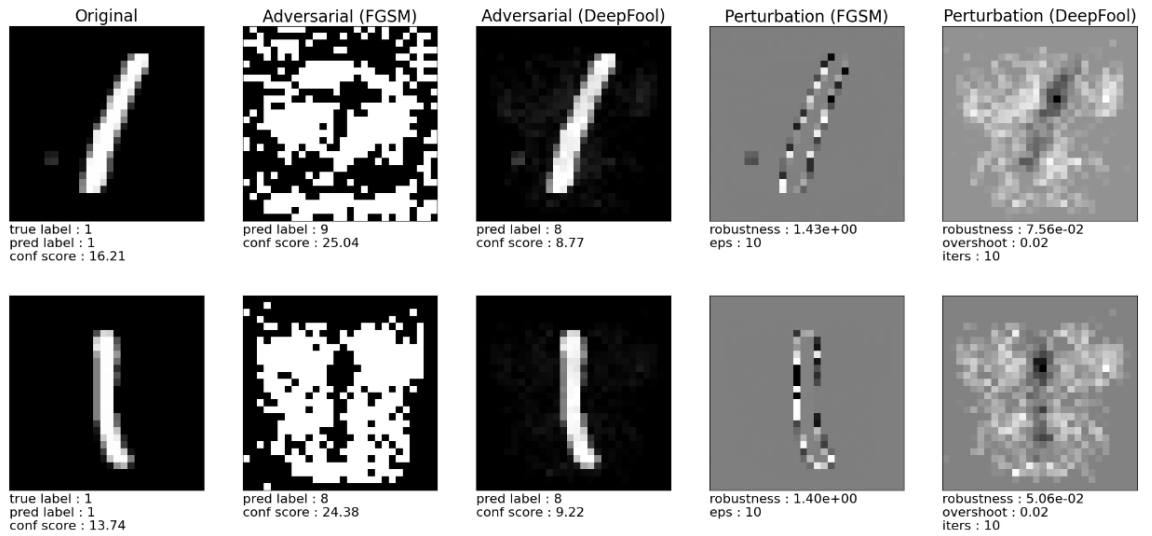 Original
Adversarial (FGSM)
Adversarial (DeepFool)
Perturbation (FGSM)
Perturbation (DeepFool)
true label : 1
pred label : 1
conf score : 16.21
pred label : 9
conf score : 25.04
pred label : 8
conf score : 8.77
robustness : 1.43e+00
eps : 10
robustness : 7.56e-02
overshoot : 0.02
iters : 10
true label : 1
pred label : 1
conf score : 13.74
pred label : 8
conf score : 24.38
pred label : 8
conf score : 9.22
robustness : 1.40e+00
eps : 10
robustness : 5.06e-02
overshoot : 0.02
iters : 10